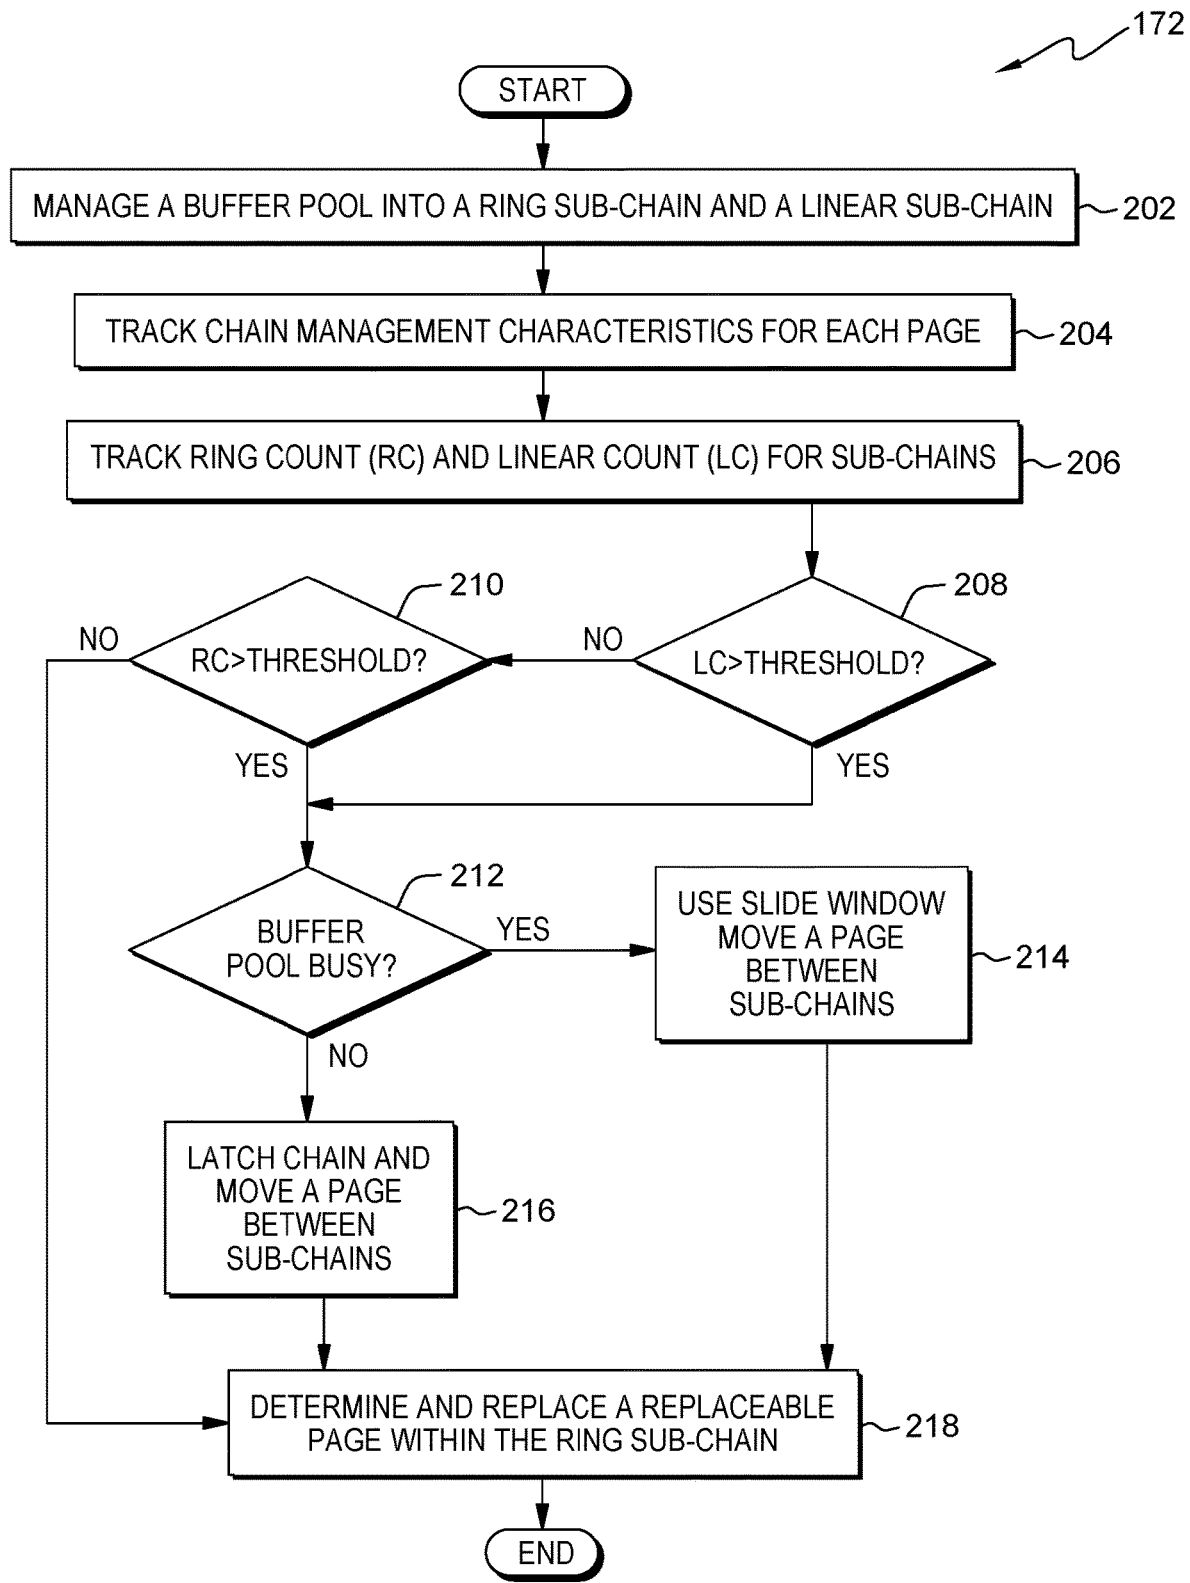 172
START
MANAGE A BUFFER POOL INTO A RING SUB-CHAIN AND A LINEAR SUB-CHAIN
202
TRACK CHAIN MANAGEMENT CHARACTERISTICS FOR EACH PAGE
204
TRACK RING COUNT (RC) AND LINEAR COUNT (LC) FOR SUB-CHAINS
206
208
LC>THRESHOLD?
NO
YES
210
RC>THRESHOLD?
NO
YES
212
BUFFER
POOL BUSY?
YES
NO
USE SLIDE WINDOW
MOVE A PAGE
BETWEEN
SUB-CHAINS
214
LATCH CHAIN AND
MOVE A PAGE
BETWEEN
SUB-CHAINS
216
DETERMINE AND REPLACE A REPLACEABLE
PAGE WITHIN THE RING SUB-CHAIN
218
END